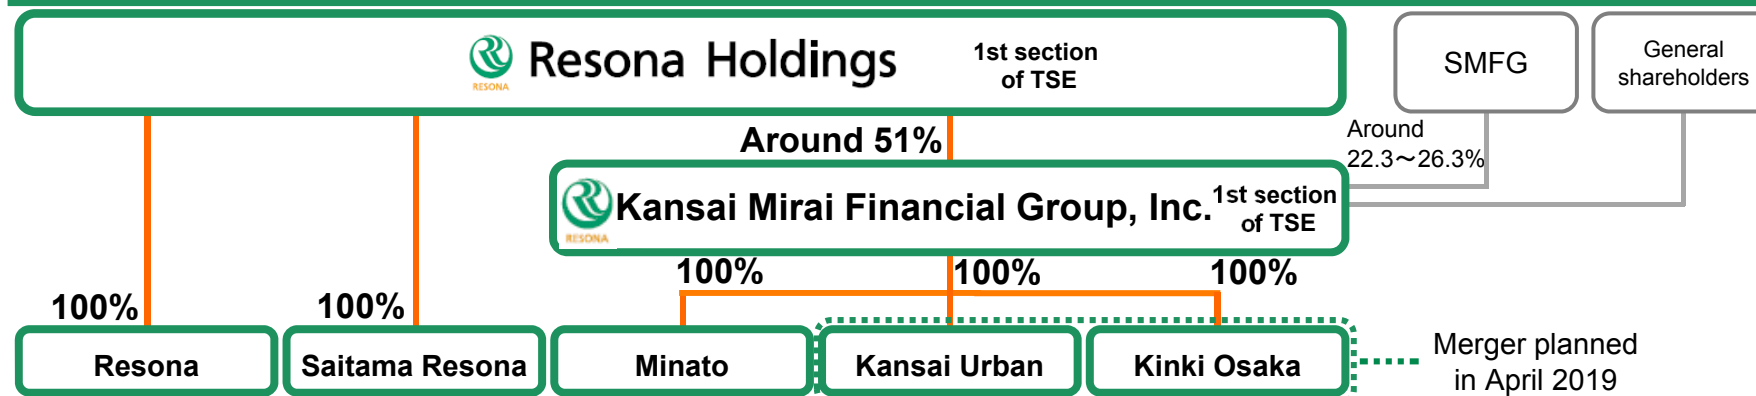 RESONA
Resona Holdings
1st section
of TSE
SMFG
General
shareholders
Around 51%
Around
22.3～26.3%
RESONA
Kansai Mirai Financial Group, Inc.
1st section
of TSE
100%
100%
100%
100%
100%
Resona
Saitama Resona
Minato
Kansai Urban
Kinki Osaka
Merger planned
in April 2019